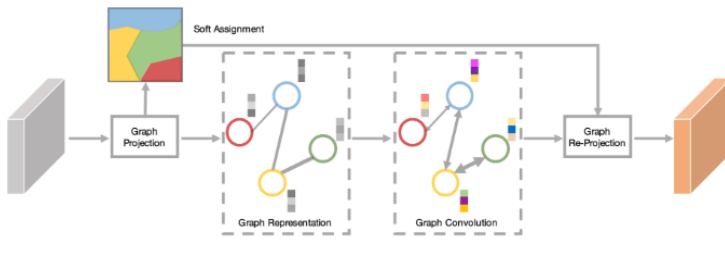 Soft Assignment
Graph
Projection
Graph Representation
Graph Convolution
Graph
Re-Projection